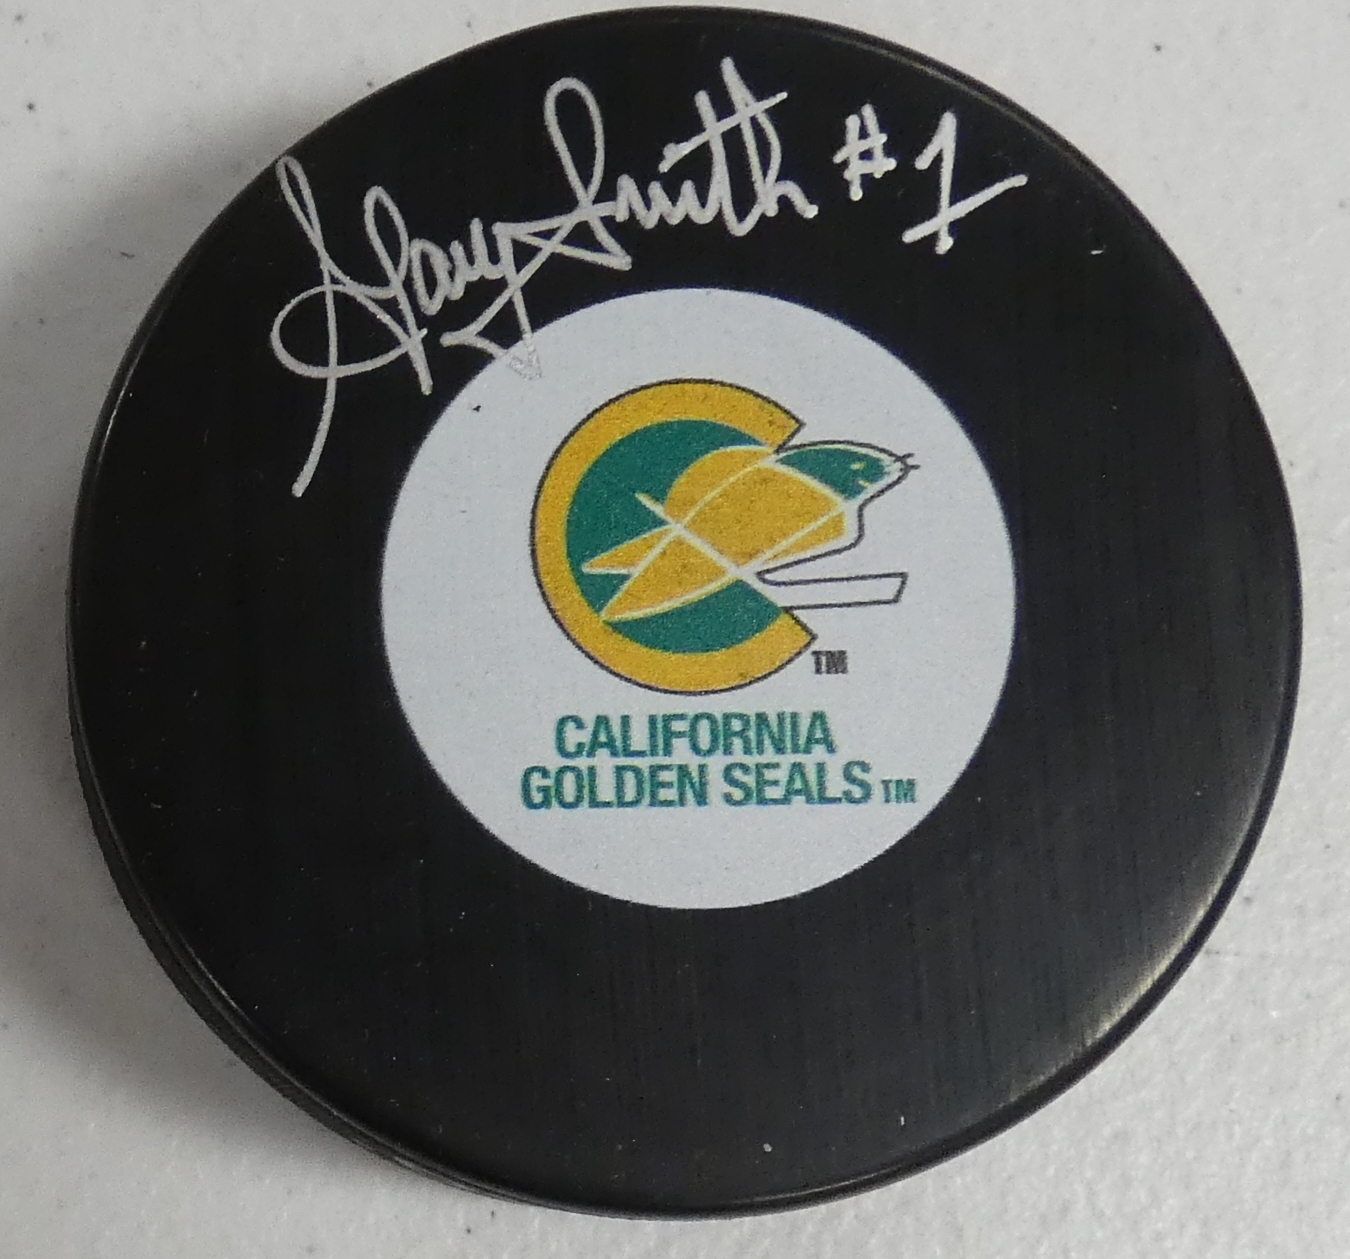 Gary Smith #1
TM
CALIFORNIA
GOLDEN SEALS TM